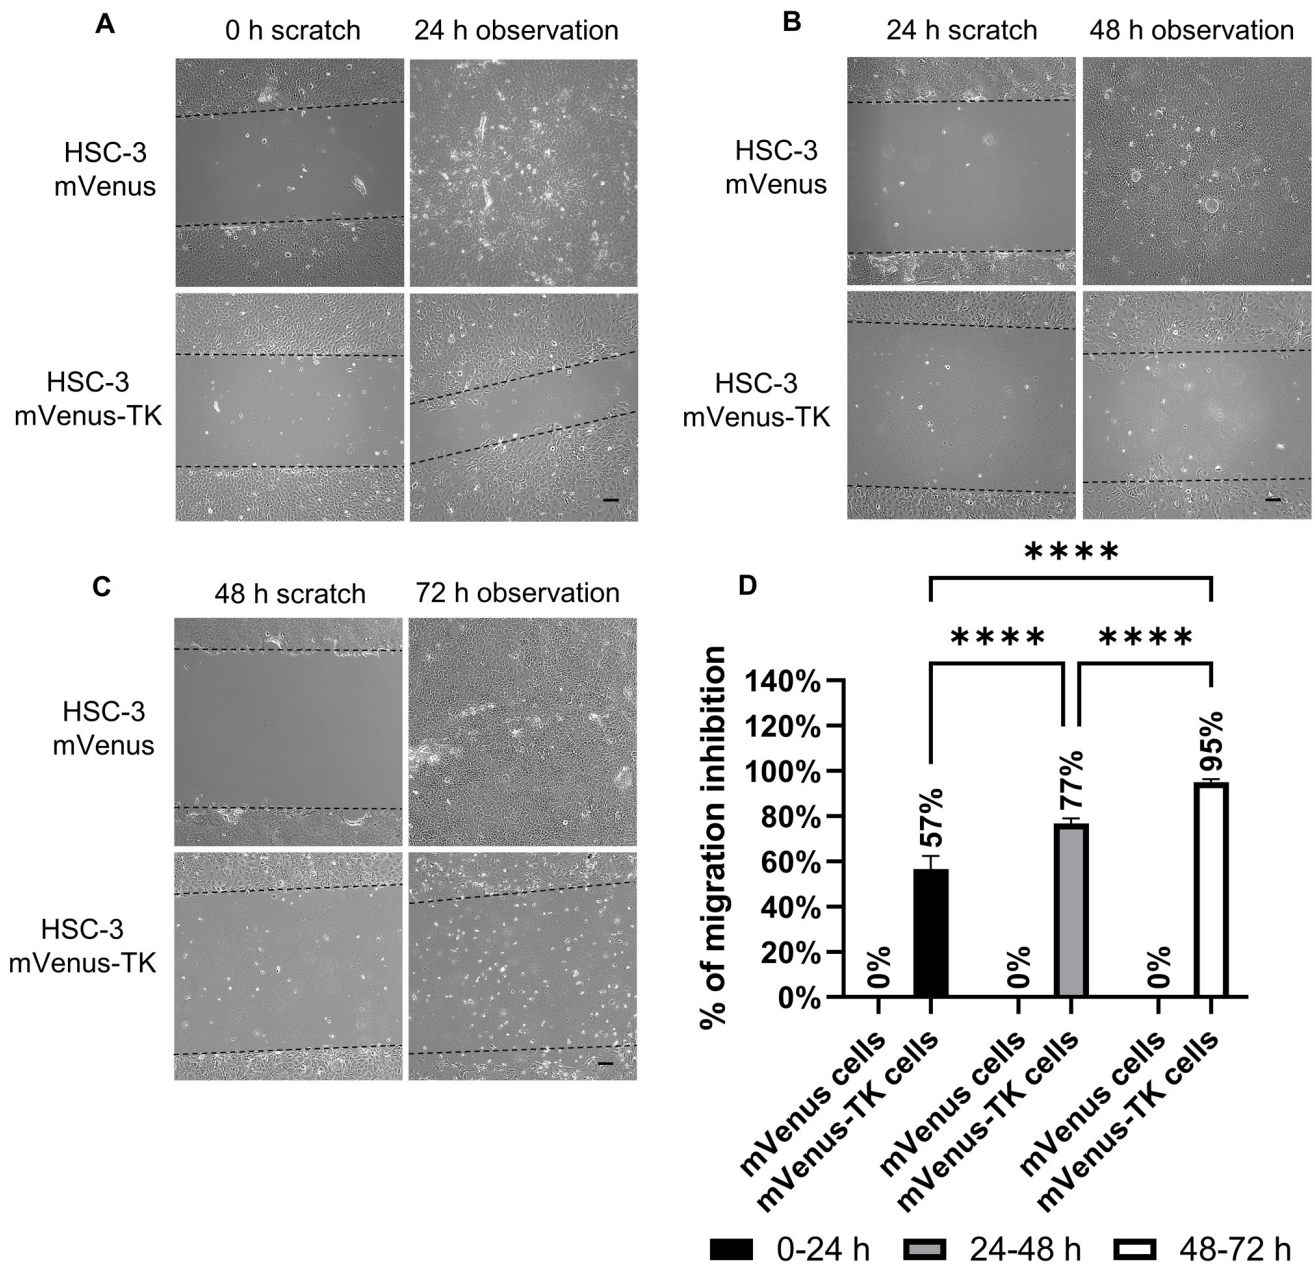 A
0 h scratch
24 h observation
HSC-3
mVenus
HSC-3
mVenus-TK
B
24 h scratch
48 h observation
HSC-3
mVenus
HSC-3
mVenus-TK
C
48 h scratch
72 h observation
HSC-3
mVenus
HSC-3
mVenus-TK
D
****
**** ****
% of migration inhibition
140%
120%
100%
80%
60%
40%
20%
0%
0%
57%
0%
77%
0%
95%
mVenus cells
mVenus-TK cells
mVenus cells
mVenus-TK cells
mVenus cells
mVenus-TK cells
0-24 h
24-48 h
48-72 h